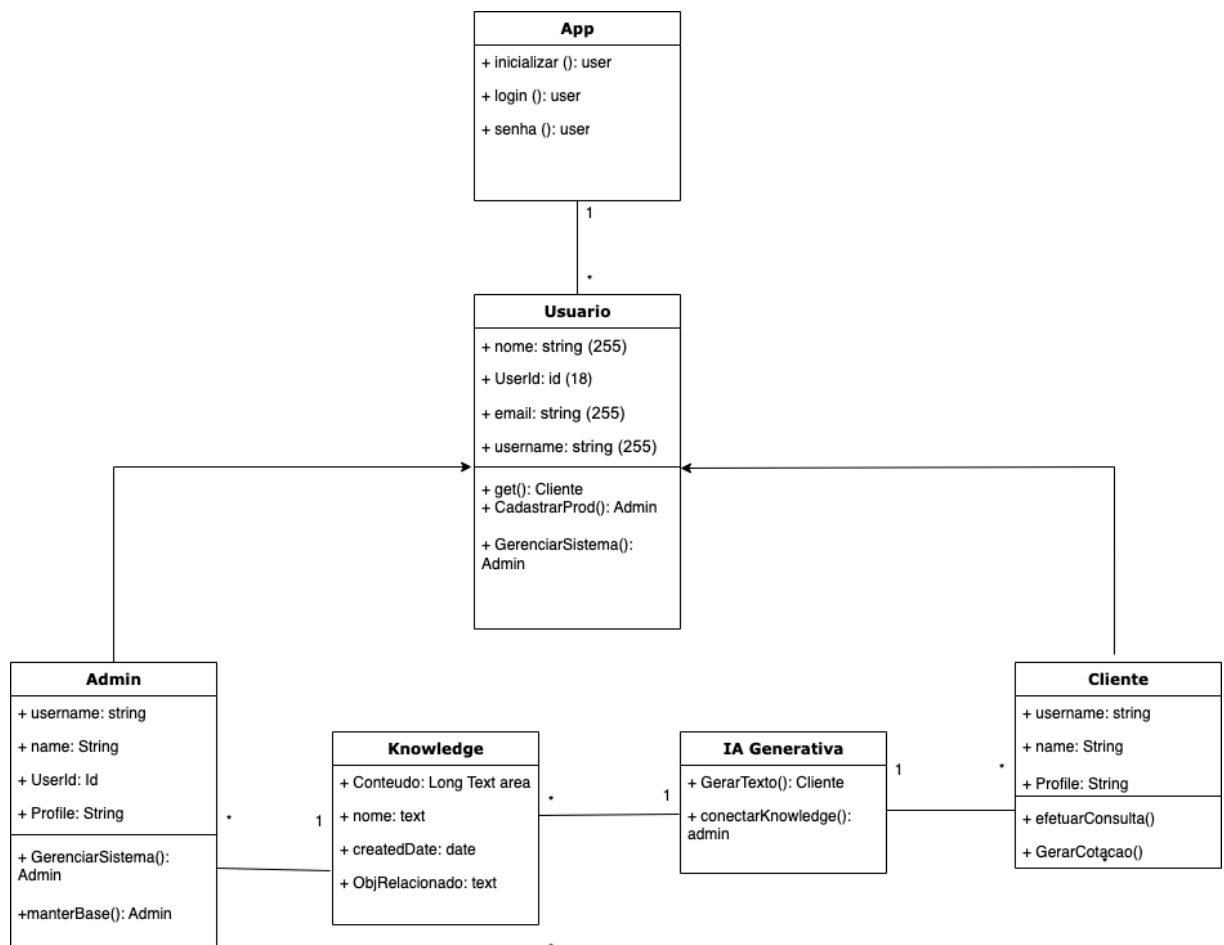 App
+ inicializar (): user
+ login (): user
+ senha (): user
1
*
Usuario
+ nome: string (255)
+ UserId: id (18)
+ email: string (255)
+ username: string (255)
+ get(): Cliente
+ CadastrarProd(): Admin
+ GerenciarSistema():
Admin
Admin
+ username: string
+ name: String
+ UserId: Id
+ Profile: String
+ GerenciarSistema():
Admin
+manterBase(): Admin
*
1
Knowledge
+ Conteudo: Long Text area
+ nome: text
+ createdDate: date
+ ObjRelacionado: text
*
1
IA Generativa
+ GerarTexto(): Cliente
+ conectarKnowledge():
admin
1
*
Cliente
+ username: string
+ name: String
+ Profile: String
+ efetuarConsulta()
+ GerarCotacao()
*
*